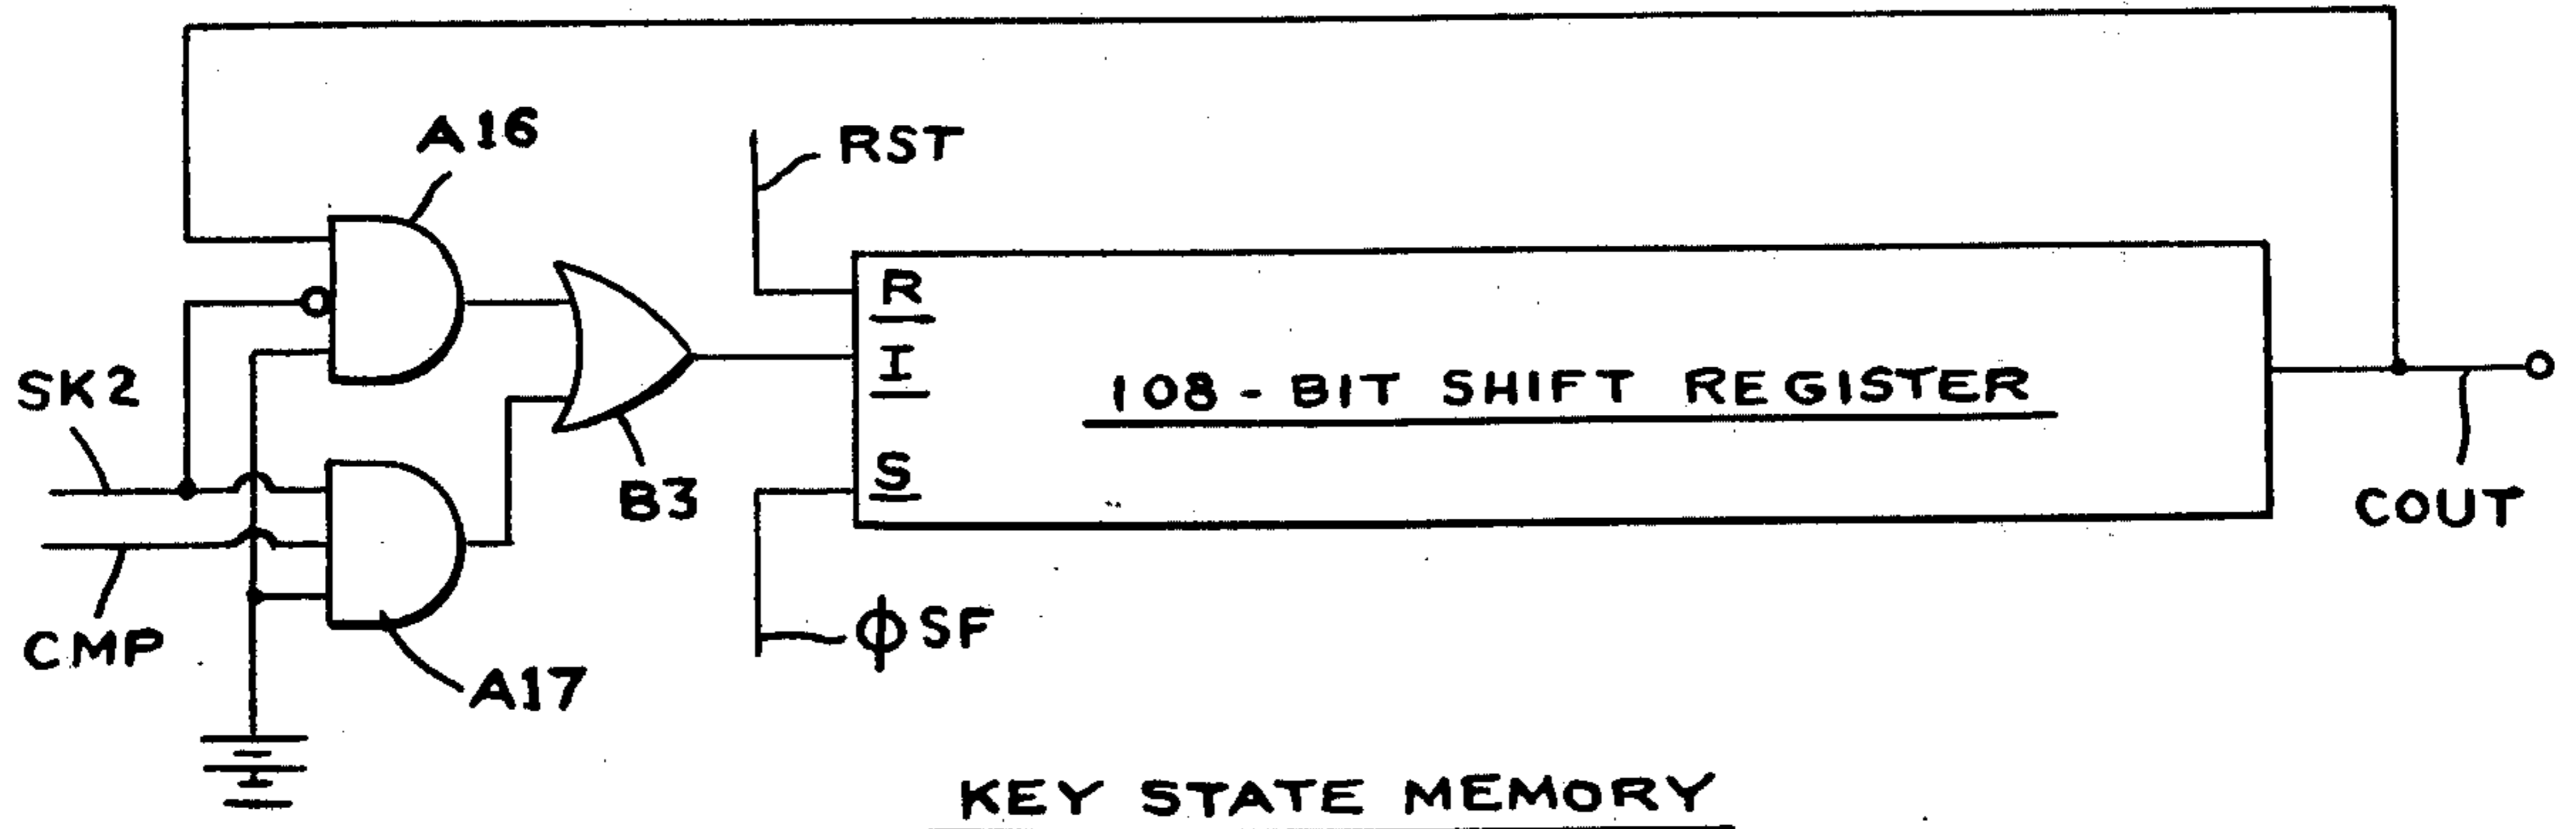 A16
RST
R
I
108-BIT SHIFT REGISTER
SK2
S
B3
COUT
CMP
ϕSF
A17
KEY STATE MEMORY